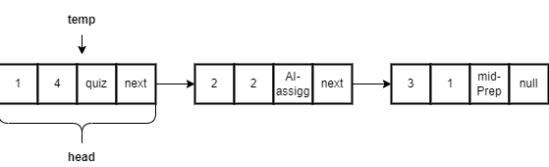 temp
1 4 quiz next
2 2 AI-
assigg next
3 1 mid-
Prep null
head